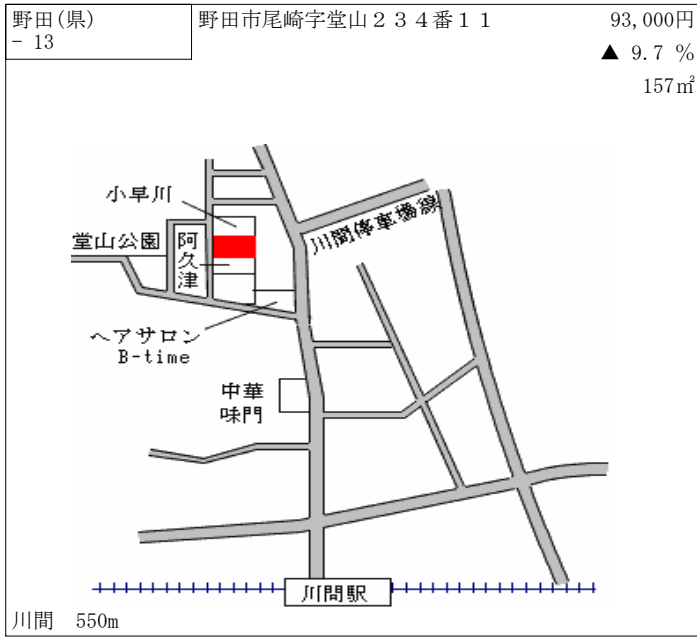 野田(県)
- 13
野田市尾崎字堂山２３４番１１
93,000円
▲ 9.7 %
157㎡
小早川
堂山公園
阿久津
川間停車場線
ヘアサロン
B-time
中華
味門
川間駅
川間 550m